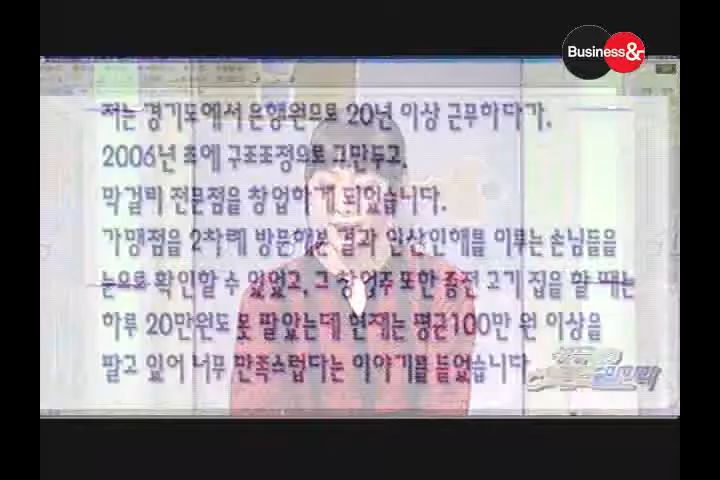 Business&
저는 경기도에서 은행원므로 20년 이상 근무하다가,
2006년 초에 구조조정으로 그만두고,
막걸리 전문점을 창업하게 되었습니다.
가맹점을 2차례 방문해본 결과 인산인해를 이루는 손님들을
눈으로 확인할 수 있었고, 그 창업주 또한 종전 고기 집을 할 때는
하루 20만원도 못 팔았는데 현재는 평균100만 원 이상을
팔고 있어 너무 만족스럽다는 이야기를 들었습니다